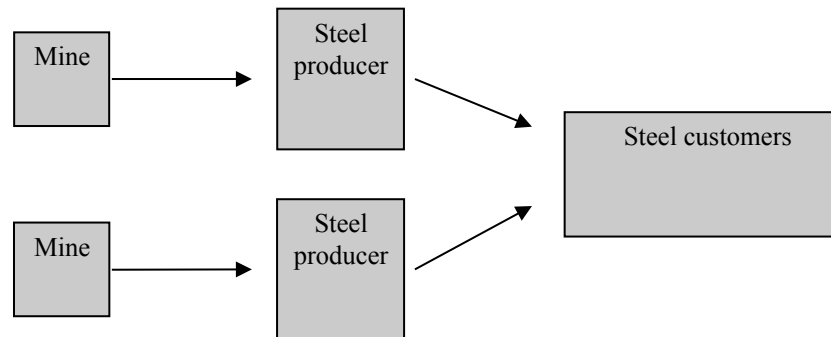 Mine
Steel
producer
Steel customers
Mine
Steel
producer